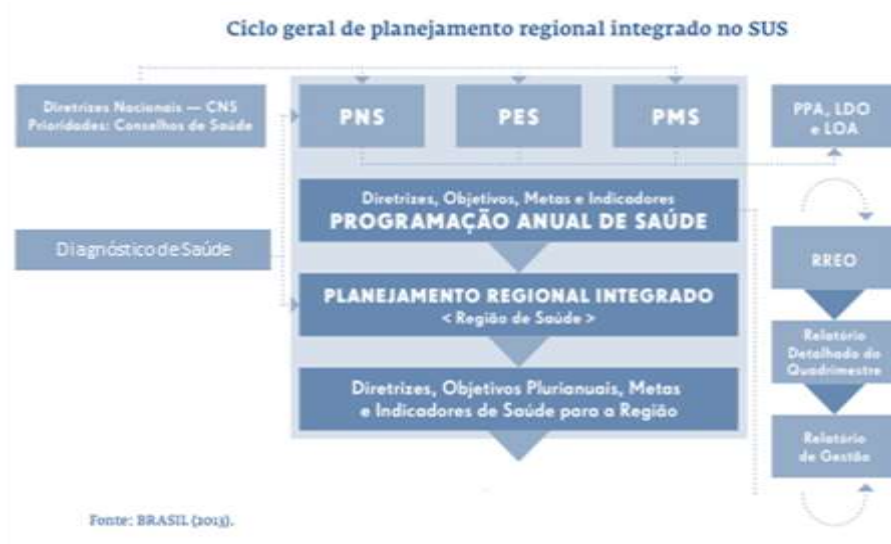 Ciclo geral de planejamento regional integrado no SUS
Diretrizes Nacionais — CNS
Prioridades: Conselhos de Saúde
PNS
PES
PMS
PPA, LDO
e LOA
Diretrizes, Objetivos, Metas e Indicadores
PROGRAMAÇÃO ANUAL DE SAÚDE
Diagnóstico de Saúde
RREO
PLANEJAMENTO REGIONAL INTEGRADO
< Região de Saúde >
Relatório
Detalhado do
Quadrimestre
Diretrizes, Objetivos Plurianuais, Metas
e Indicadores de Saúde para a Região
Relatório
de Gestão
Fonte: BRASIL (2013).